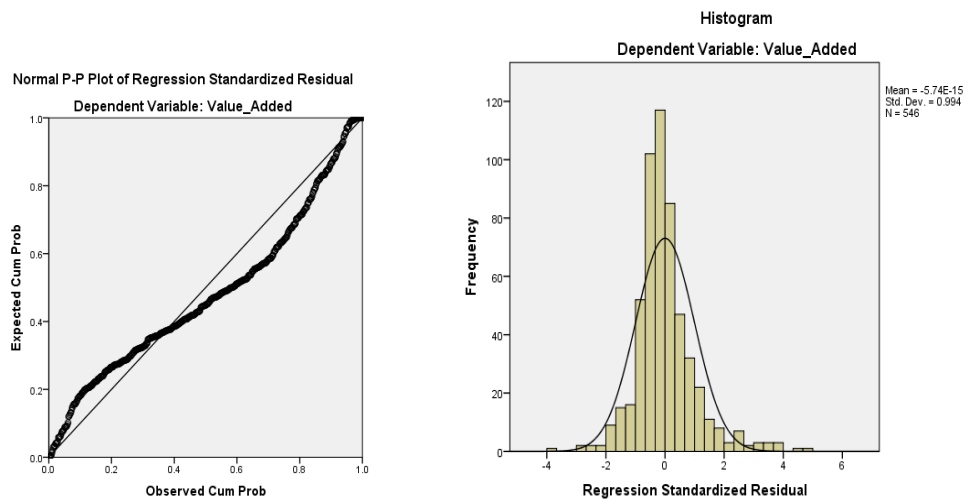 Normal P-P Plot of Regression Standardized Residual
Dependent Variable: Value_Added
Expected Cum Prob
1.0
0.8
0.6
0.4
0.2
0.0
0.0 0.2 0.4 0.6 0.8 1.0
Observed Cum Prob
Histogram
Dependent Variable: Value_Added
Mean = -5.74E-15
Std. Dev. = 0.994
N = 546
Frequency
120
100
80
60
40
20
0
-4 -2 0 2 4 6
Regression Standardized Residual